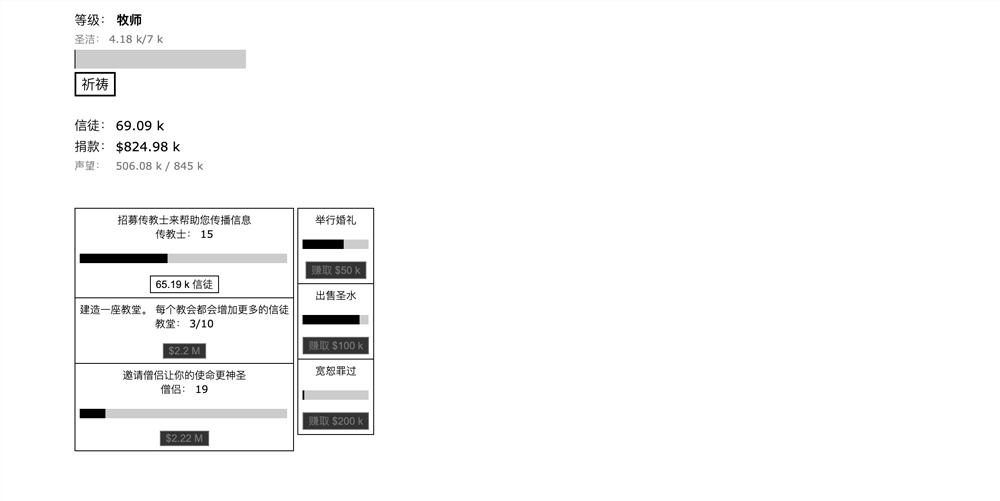 等级： 牧师
圣洁： 4.18 k/7 k
祈祷
信徒： 69.09 k
捐款： $824.98 k
声望： 506.08 k / 845 k
招募传教士来帮助您传播信息
传教士： 15
65.19 k 信徒
建造一座教堂。 每个教会都会增加更多的信徒
教堂： 3/10
$2.2 M
邀请僧侣让你的使命更神圣
僧侣： 19
$2.22 M
举行婚礼
赚取 $50 k
出售圣水
赚取 $100 k
宽恕罪过
赚取 $200 k